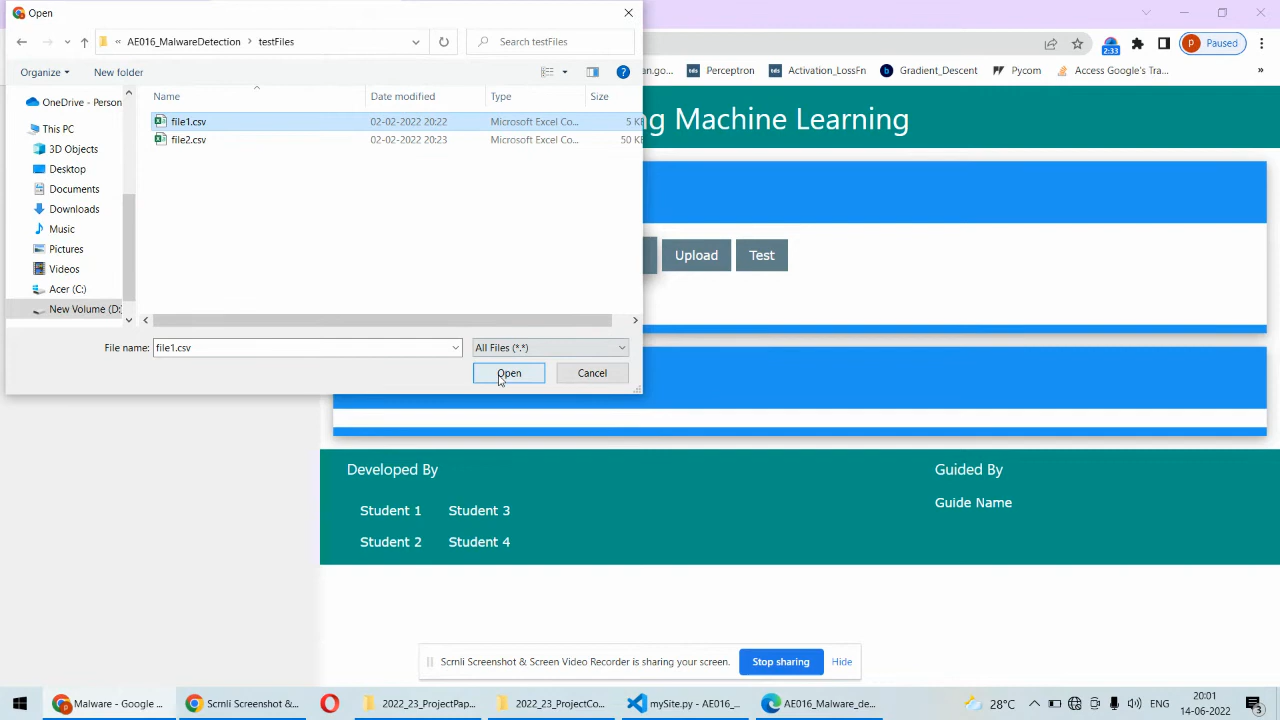 Open
AE016_MalwareDetection > testFiles
Search testFiles
Paused
2:33
Organize
New folder
Perceptron
Activation_LossFn
Gradient_Descent
Pycom
Access Google's Tra...
»
OneDrive - Person
This PC
3D Objects
Desktop
Documents
Downloads
Music
Pictures
Videos
Acer (C:)
New Volume (D:
Name
Date modified
Type
Size
file1.csv
02-02-2022 20:22
Microsoft Excel Co...
5 K
file2.csv
02-02-2022 20:23
Microsoft Excel Co...
50 K
ng Machine Learning
Upload
Test
File name:
file1.csv
All Files (*.*)
Open
Cancel
Developed By
Guided By
Student 1
Student 3
Guide Name
Student 2
Student 4
Scrnli Screenshot & Screen Video Recorder is sharing your screen.
Stop sharing
Hide
Malware - Google ...
Scrnli Screenshot &...
2022_23_ProjectPap...
2022_23_ProjectCo...
mySite.py - AE016_...
AE016_Malware_de...
28°C
20:01
14-06-2022
3